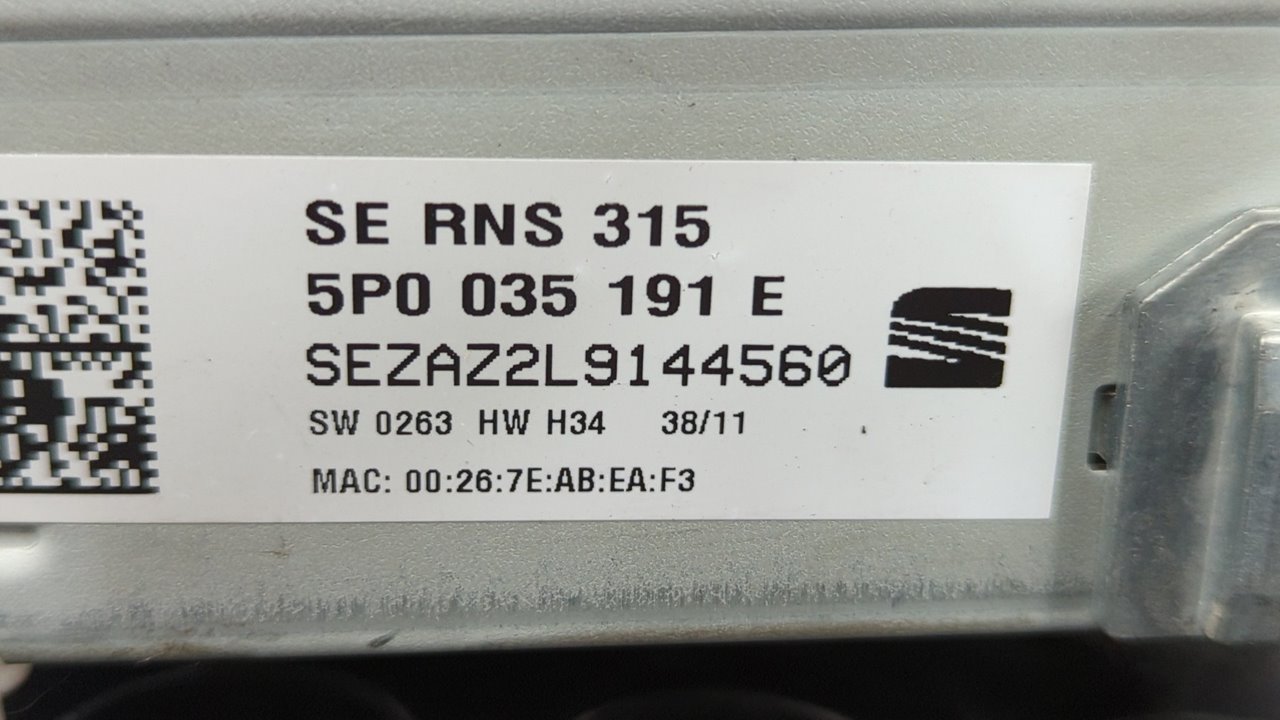 SE RNS 315
5P0 035 191 E
SEZAZ2L9144560
SW 0263 HW H34 38/11
MAC: 00:26:7E:AB:EA:F3